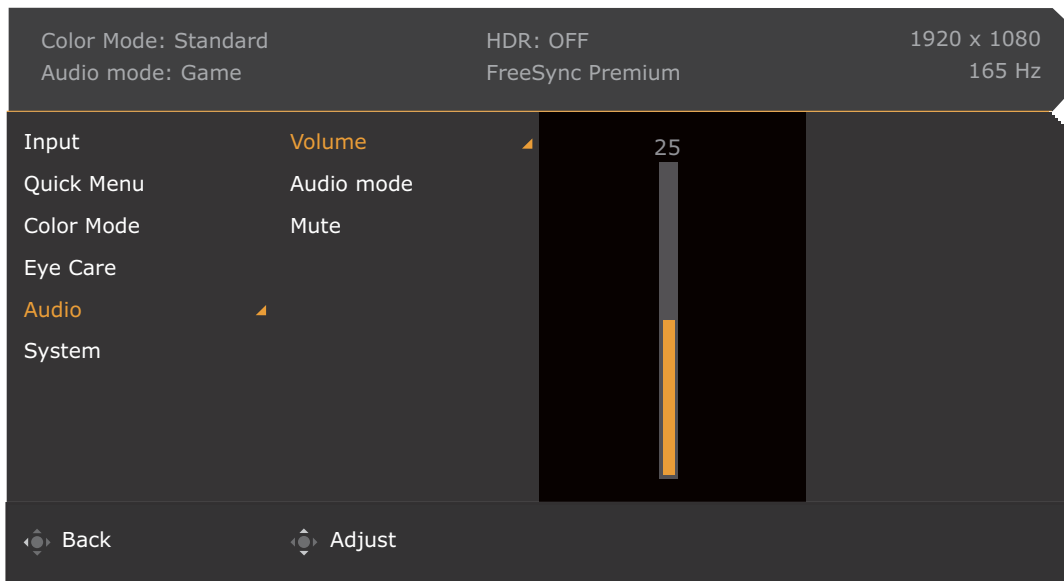 Color Mode: Standard
HDR: OFF
1920 x 1080
Audio mode: Game
FreeSync Premium
165 Hz
Input
Volume
25
Quick Menu
Audio mode
Color Mode
Mute
Eye Care
Audio
System
Back
Adjust